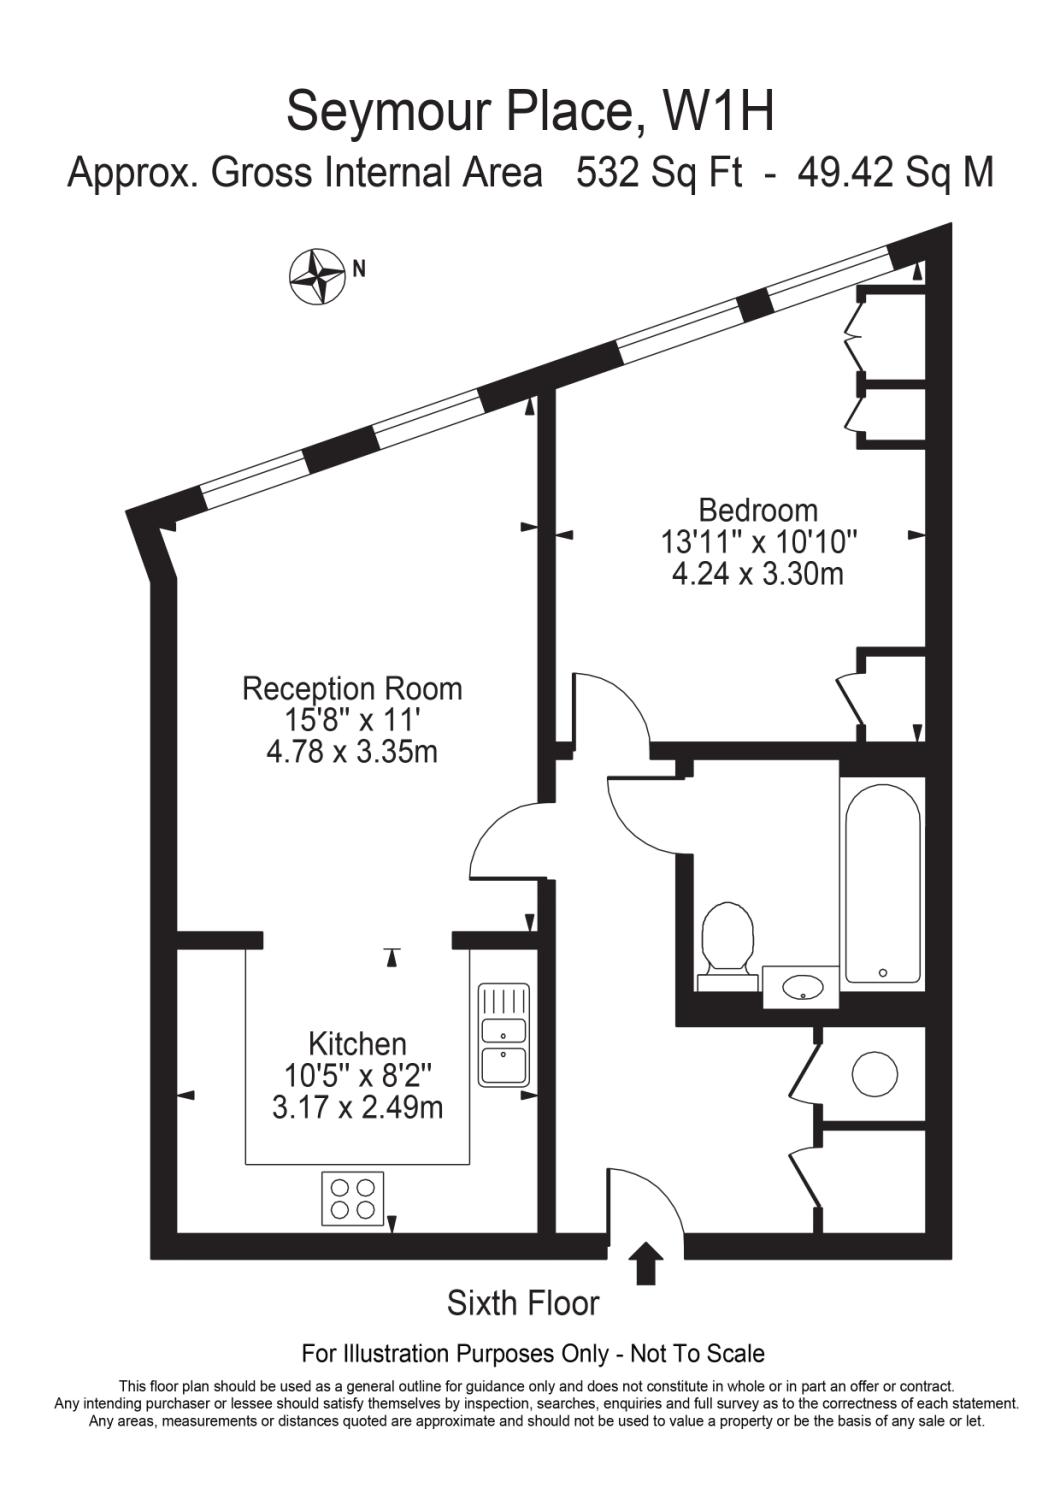 Seymour Place, W1H
Approx. Gross Internal Area 532 Sq Ft - 49.42 Sq M
N
Bedroom
13'11" x 10'10"
4.24 x 3.30m
Reception Room
15'8" x 11'
4.78 x 3.35m
Kitchen
10'5" x 8'2"
3.17 x 2.49m
Sixth Floor
For Illustration Purposes Only - Not To Scale
This floor plan should be used as a general outline for guidance only and does not constitute in whole or in part an offer or contract.
Any intending purchaser or lessee should satisfy themselves by inspection, searches, enquiries and full survey as to the correctness of each statement.
Any areas, measurements or distances quoted are approximate and should not be used to value a property or be the basis of any sale or let.